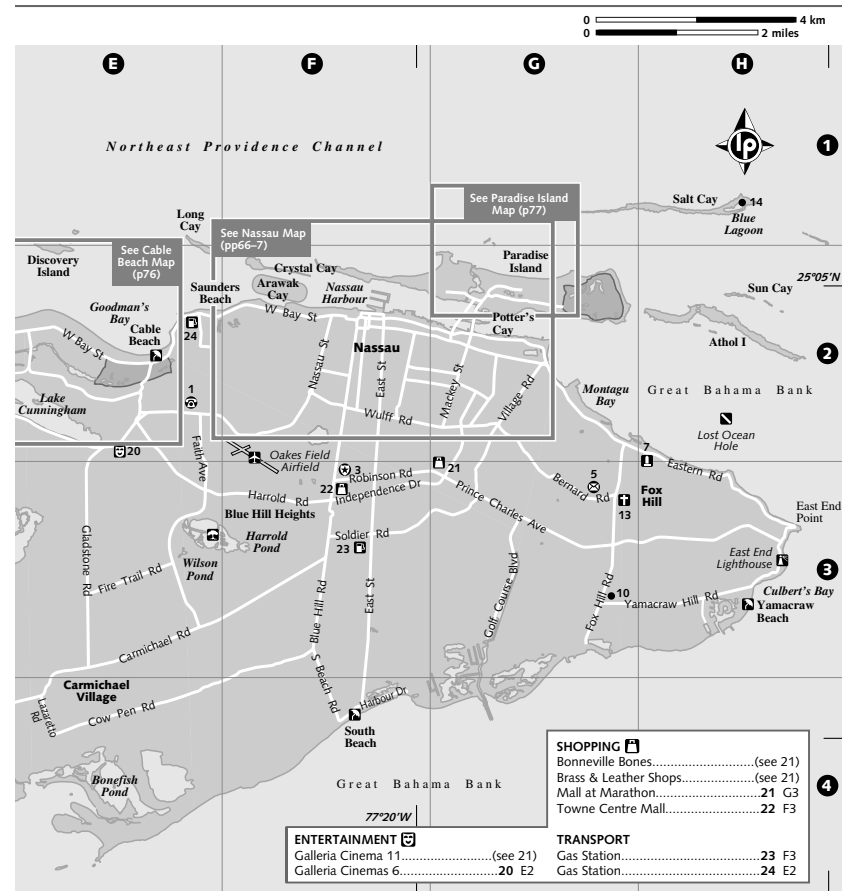 0 4 km
0 2 miles
E F G H
Northeast Providence Channel
1
lp
See Paradise Island
Map (p77)
Salt Cay
14
Blue
Lagoon
Long
Cay
See Nassau Map
(pp66–7)
See Cable
Beach Map
(p76)
Discovery
Island
Paradise
Island
Crystal Cay
Arawak
Cay
Nassau
Harbour
Saunders
Beach
25°05'N
Sun Cay
Goodman's
Bay
Cable
Beach
W Bay St
W Bay St
24
Potter's
Cay
Nassau
Athol I
2
Nassau St
East St
Mackey St
Village Rd
Montagu
Bay
Great Bahama Bank
1
Lake
Cunningham
Wulff Rd
Lost Ocean
Hole
20
Faith Ave
Oakes Field
Airfield
3
21
7
Eastern Rd
Robinson Rd
22
Independence Dr
Harrold Rd
Blue Hill Heights
5
Bernard Rd
Fox
Hill
13
Prince Charles Ave
East End
Point
Gladstone Rd
Harrold
Pond
Soldier Rd
23
Wilson
Pond
East End
Lighthouse
3
Fire Trail Rd
Blue Hill Rd
East St
Golf Course Blvd
Fox Hill Rd
10
Yamacraw Hill Rd
Culbert's Bay
Yamacraw
Beach
Carmichael Rd
Carmichael
Village
S Beach Rd
Harbour Dr
Lazaretto
Rd
Cow Pen Rd
South
Beach
Bonefish
Pond
Great Bahama Bank
4
77°20'W
SHOPPING
Bonneville Bones............................(see 21)
Brass & Leather Shops....................(see 21)
Mall at Marathon............................21 G3
Towne Centre Mall.........................22 F3
ENTERTAINMENT
Galleria Cinema 11........................(see 21)
Galleria Cinemas 6.........................20 E2
TRANSPORT
Gas Station....................................23 F3
Gas Station....................................24 E2